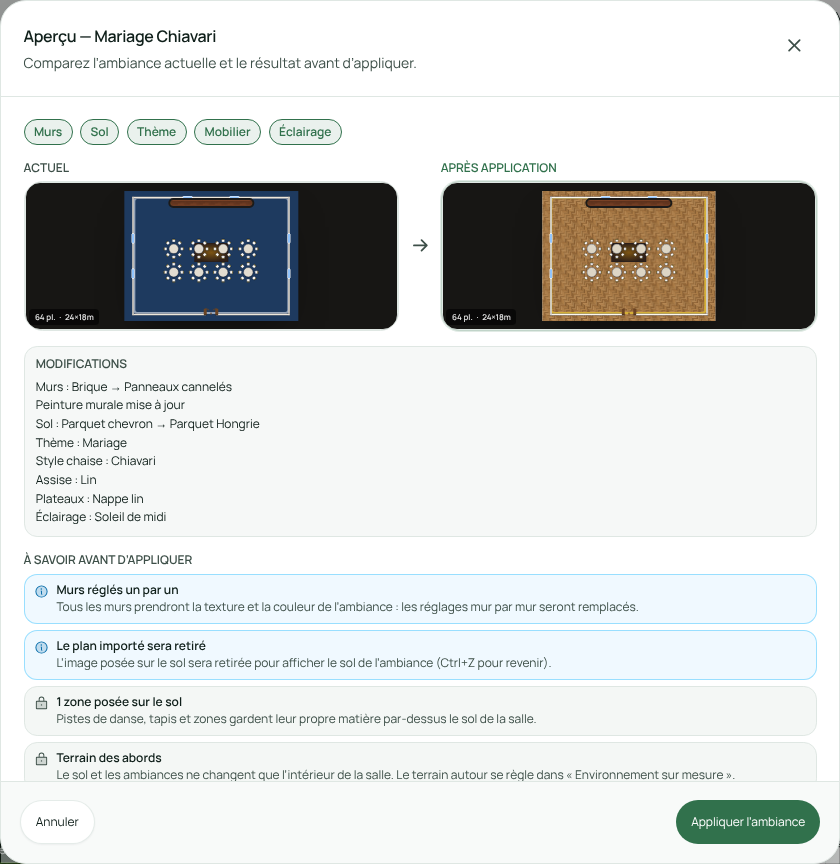 Aperçu — Mariage Chiavari
Comparez l'ambiance actuelle et le résultat avant d'appliquer.
Murs
Sol
Thème
Mobilier
Éclairage
ACTUEL
APRÈS APPLICATION
64 pl. · 24×18m
→
64 pl. · 24×18m
MODIFICATIONS
Murs : Brique → Panneaux cannelés
Peinture murale mise à jour
Sol : Parquet chevron → Parquet Hongrie
Thème : Mariage
Style chaise : Chiavari
Assise : Lin
Plateaux : Nappe lin
Éclairage : Soleil de midi
À SAVOIR AVANT D'APPLIQUER
Murs réglés un par un
Tous les murs prendront la texture et la couleur de l'ambiance : les réglages mur par mur seront remplacés.
Le plan importé sera retiré
L'image posée sur le sol sera retirée pour afficher le sol de l'ambiance (Ctrl+Z pour revenir).
1 zone posée sur le sol
Pistes de danse, tapis et zones gardent leur propre matière par-dessus le sol de la salle.
Terrain des abords
Le sol et les ambiances ne changent que l'intérieur de la salle. Le terrain autour se règle dans « Environnement sur mesure ».
Annuler
Appliquer l'ambiance